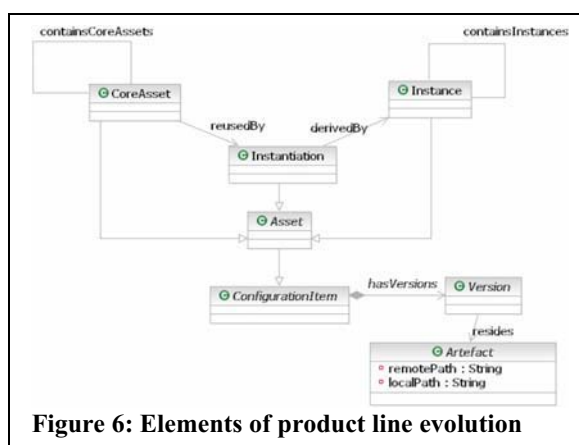 containsCoreAssets
containsInstances
CoreAsset
Instance
reusedBy
derivedBy
Instantiation
Asset
ConfigurationItem
hasVersions
Version
resides
Artefact
remotePath : String
localPath : String
Figure 6: Elements of product line evolution